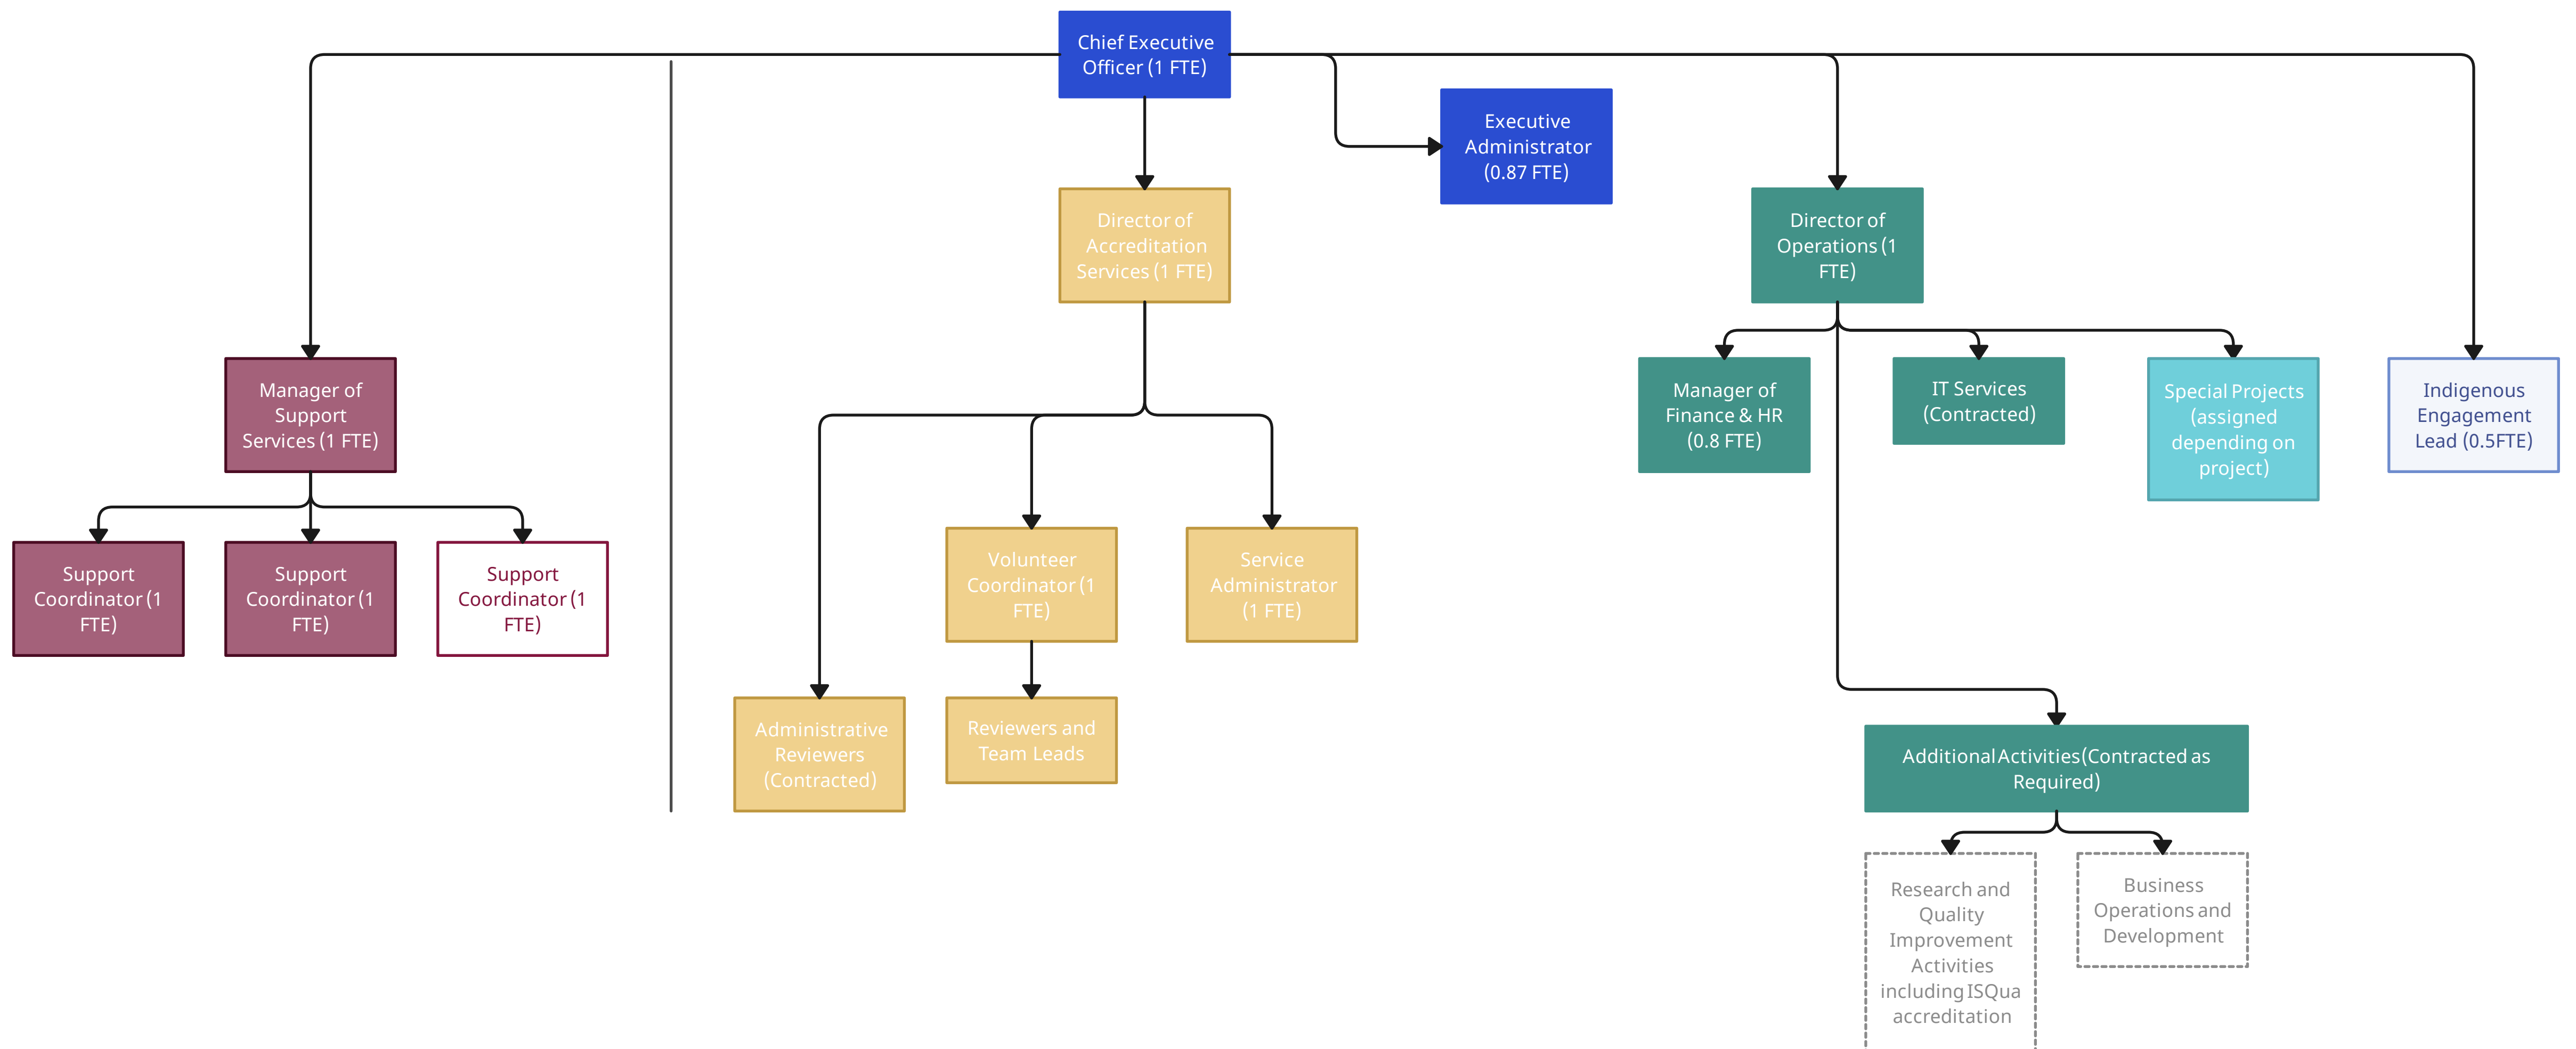 Chief Executive
Officer (1 FTE)
Executive
Administrator
(0.87 FTE)
Director of
Accreditation
Services (1 FTE)
Director of
Operations (1
FTE)
Manager of
Support
Services (1 FTE)
Manager of
Finance & HR
(0.8 FTE)
IT Services
(Contracted)
Special Projects
(assigned
depending on
project)
Indigenous
Engagement
Lead (0.5FTE)
Support
Coordinator (1
FTE)
Support
Coordinator (1
FTE)
Support
Coordinator (1
FTE)
Volunteer
Coordinator (1
FTE)
Service
Administrator
(1 FTE)
Administrative
Reviewers
(Contracted)
Reviewers and
Team Leads
Additional Activities (Contracted as
Required)
Research and
Quality
Improvement
Activities
including ISQua
accreditation
Business
Operations and
Development